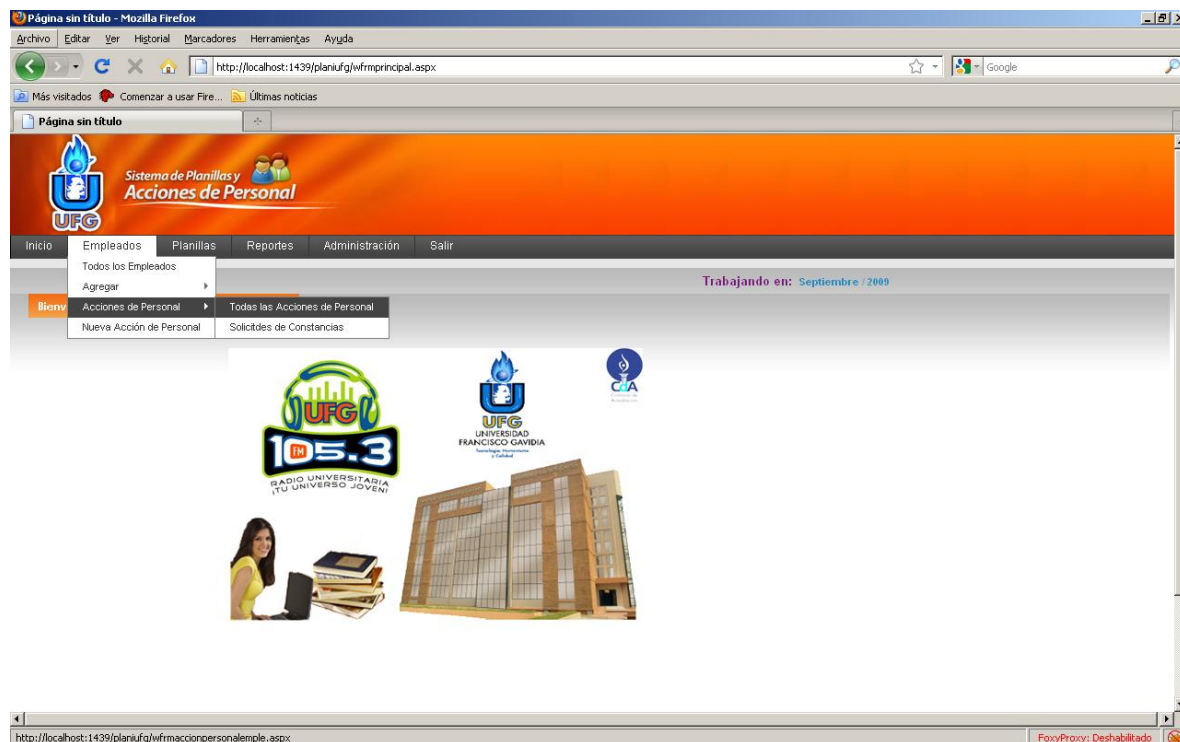 Página sin título - Mozilla Firefox
Archivo Editar Ver Historial Marcadores Herramientas Ayuda
http://localhost:1439/planiufg/wfrmprincipal.aspx
Google
Más visitados Comenzar a usar Fire... Últimas noticias
Página sin título
Sistema de Planillas y
Acciones de Personal
UFG
Inicio Empleados Planillas Reportes Administración Salir
Todos los Empleados
Trabajando en: Septiembre / 2009
Agregar
Bienv
Acciones de Personal Todas las Acciones de Personal
Nueva Acción de Personal Solicitdes de Constancias
UFG
105.3
FM
RADIO UNIVERSITARIA
¡TU UNIVERSO JOVEN!
UFG
UNIVERSIDAD
FRANCISCO GAVIDIA
Tecnología, Humanismo
y Calidad
CdA
http://localhost:1439/planiufg/wfrmaccionpersonalemple.aspx
FoxyProxy: Deshabilitado